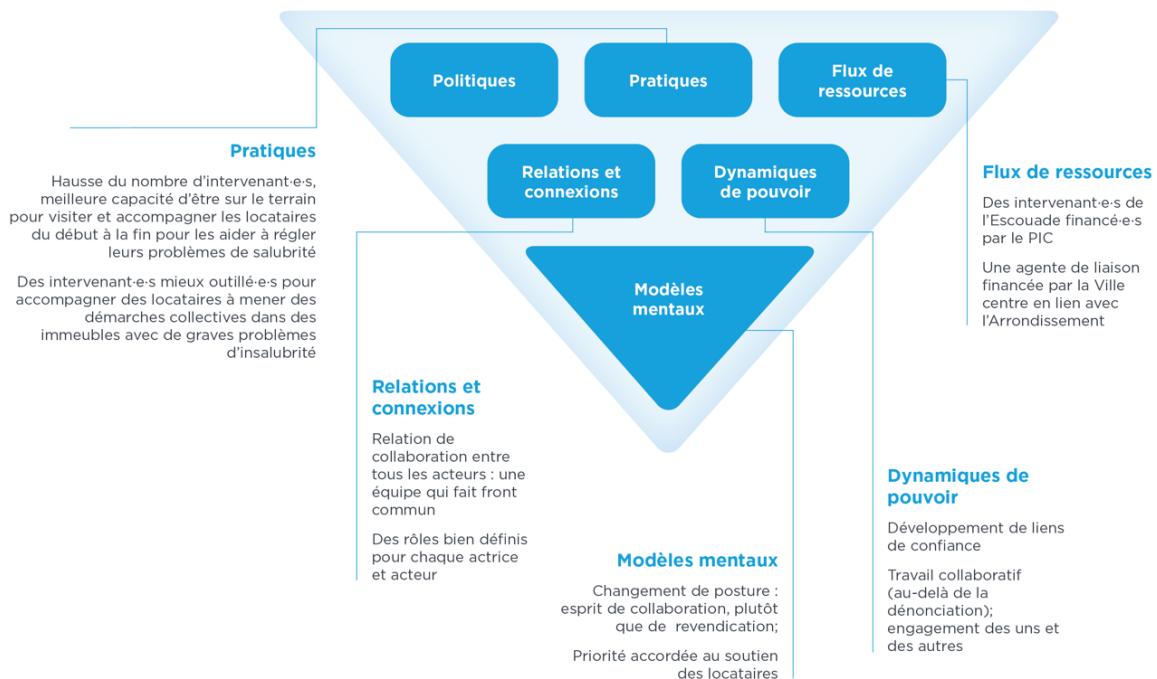 Politiques
Pratiques
Flux de
ressources
Relations et
connexions
Dynamiques
de pouvoir
Modèles
mentaux
Pratiques
Hausse du nombre d’intervenant·e·s,
meilleure capacité d’être sur le terrain
pour visiter et accompagner les locataires
du début à la fin pour les aider à régler
leurs problèmes de salubrité
Des intervenant·e·s mieux outillé·e·s pour
accompagner des locataires à mener des
démarches collectives dans des
immeubles avec de graves problèmes
d’insalubrité
Flux de ressources
Des intervenant·e·s de
l’Escouade financé·e·s
par le PIC
Une agente de liaison
financée par la Ville
centre en lien avec
l’Arrondissement
Relations et
connexions
Relation de
collaboration entre
tous les acteurs : une
équipe qui fait front
commun
Des rôles bien définis
pour chaque actrice
et acteur
Modèles mentaux
Changement de posture :
esprit de collaboration, plutôt
que de revendication;
Priorité accordée au soutien
des locataires
Dynamiques de
pouvoir
Développement de liens
de confiance
Travail collaboratif
(au-delà de la
dénonciation);
engagement des uns et
des autres